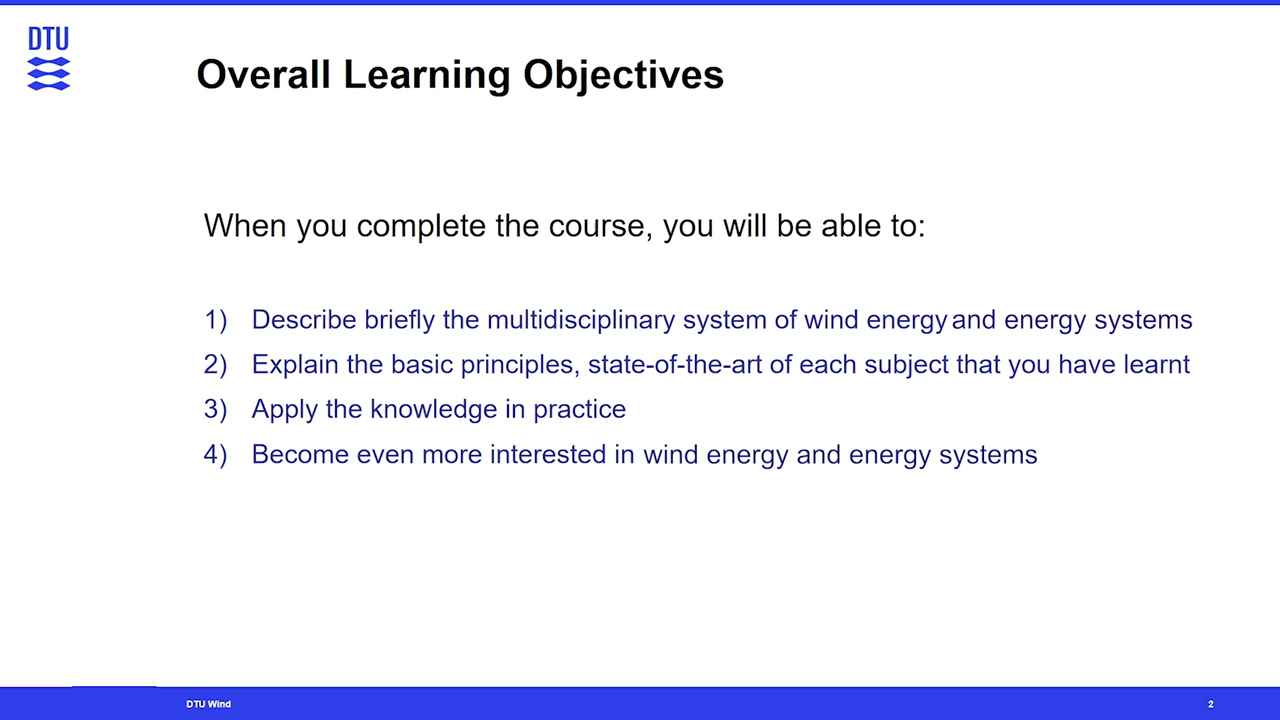 DTU
Overall Learning Objectives
When you complete the course, you will be able to:
1) Describe briefly the multidisciplinary system of wind energy and energy systems
2) Explain the basic principles, state-of-the-art of each subject that you have learnt
3) Apply the knowledge in practice
4) Become even more interested in wind energy and energy systems
DTU Wind
2